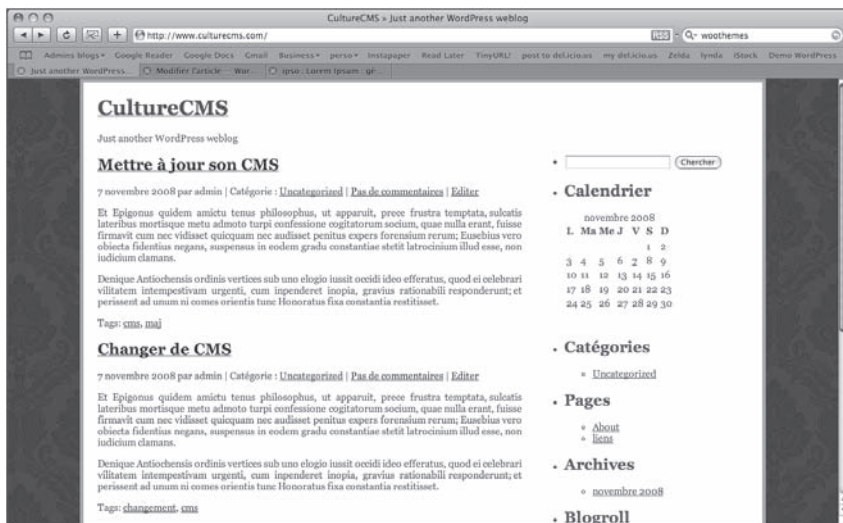 CultureCMS » Just another WordPress weblog
http://www.culturecms.com/
RSS
woothemes
Admins blogs Google Reader Google Docs Gmail Business perso Instapaper Read Later TinyURL! post to del.icio.us my del.icio.us Zelda lynda iStock Demo WordPress
Just another WordPress... Modifier l'article — Wor... ipso : Lorem Ipsum : gé...
CultureCMS
Just another WordPress weblog
Mettre à jour son CMS
7 novembre 2008 par admin | Catégorie : Uncategorized | Pas de commentaires | Editer
Et Epigonus quidem amictu tenus philosophus, ut apparuit, prece frustra temptata, sulcatis
lateribus mortisque metu admoto turpi confessione cogitatorum socium, quae nulla erant, fuisse
firmavit cum nec vidisset quicquam nec audisset penitus expers forensium rerum; Eusebius vero
obiecta fidentius negans, suspensus in eodem gradu constantiae stetit latrocinium illud esse, non
iudicium clamans.
Denique Antiochensis ordinis vertices sub uno elogio iussit occidi ideo efferatus, quod ei celebrari
vilitatem intempestivam urgenti, cum inpenderet inopia, gravius rationabili responderunt; et
perissent ad unum ni comes orientis tunc Honoratus fixa constantia restitisset.
Tags: cms, maj
Changer de CMS
7 novembre 2008 par admin | Catégorie : Uncategorized | Pas de commentaires | Editer
Et Epigonus quidem amictu tenus philosophus, ut apparuit, prece frustra temptata, sulcatis
lateribus mortisque metu admoto turpi confessione cogitatorum socium, quae nulla erant, fuisse
firmavit cum nec vidisset quicquam nec audisset penitus expers forensium rerum; Eusebius vero
obiecta fidentius negans, suspensus in eodem gradu constantiae stetit latrocinium illud esse, non
iudicium clamans.
Denique Antiochensis ordinis vertices sub uno elogio iussit occidi ideo efferatus, quod ei celebrari
vilitatem intempestivam urgenti, cum inpenderet inopia, gravius rationabili responderunt; et
perissent ad unum ni comes orientis tunc Honoratus fixa constantia restitisset.
Tags: changement, cms
Chercher
Calendrier
novembre 2008
L Ma Me J V S D
1 2
3 4 5 6 7 8 9
10 11 12 13 14 15 16
17 18 19 20 21 22 23
24 25 26 27 28 29 30
Catégories
Uncategorized
Pages
About
liens
Archives
novembre 2008
Blogroll